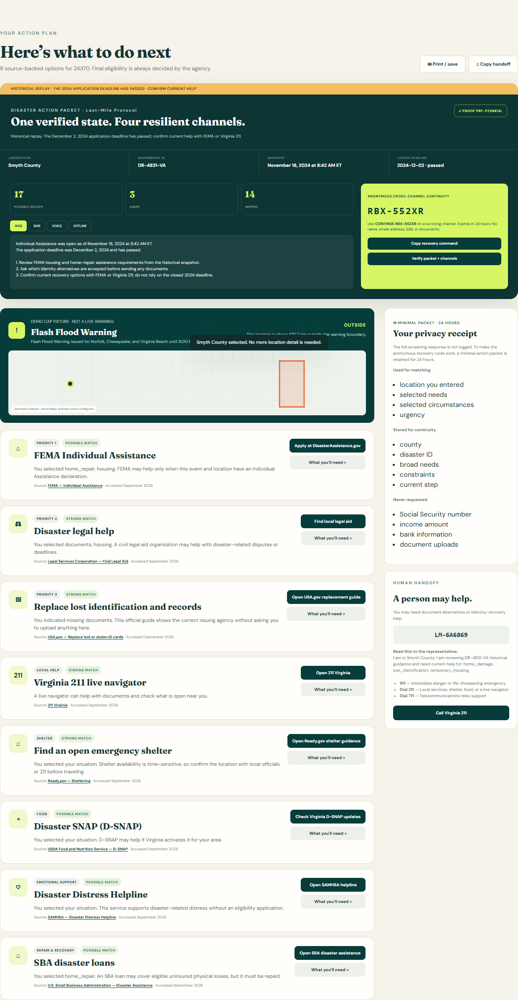 YOUR ACTION PLAN
Here’s what to do next
8 source-backed options for 24370. Final eligibility is always decided by the agency.
Print / save
Copy handoff
HISTORICAL REPLAY · THE 2024 APPLICATION DEADLINE HAS PASSED · CONFIRM CURRENT HELP
DISASTER ACTION PACKET · Last-Mile Protocol
✓ PROOF PRF-PZ2NKI3L
One verified state. Four resilient channels.
Historical replay. The December 2, 2024 application deadline has passed; confirm current help with FEMA or Virginia 211.
JURISDICTION
Smyth County
GOVERNMENT ID
DR-4831-VA
SNAPSHOT
November 18, 2024 at 8:42 AM ET
LOCKED DEADLINE
2024-12-02 · passed
17
POSSIBLE GROUPS
3
ASKED
14
SKIPPED
WEB
SMS
VOICE
OFFLINE
Individual Assistance was open as of November 18, 2024 at 8:42 AM ET.
The application deadline was December 2, 2024 and has passed.
1. Review FEMA housing and home-repair assistance requirements from the historical snapshot.
2. Ask which identity alternatives are accepted before sending any documents.
3. Confirm current recovery options with FEMA or Virginia 211; do not rely on the closed 2024 deadline.
ANONYMOUS CROSS-CHANNEL CONTINUITY
RBX-552XR
Use CONTINUE RBX-552XR on a surviving channel. Expires in 24 hours. No
name, street address, SSN, or documents.
Copy recovery command
Verify packet + channels
!
DEMO CAP FIXTURE · NOT A LIVE WARNING
Flash Flood Warning
Flash Flood Warning issued for Norfolk, Chesapeake, and Virginia Beach until 8:00
OUTSIDE
This location is about 470.2 km outside the warning boundary.
Smyth County selected. No more location detail is needed.
Geometry fallback · Azure Maps activates when configured
PRIORITY 1
POSSIBLE MATCH
FEMA Individual Assistance
You selected home_repair, housing. FEMA may help only when this event and location have an Individual
Assistance declaration.
Source: FEMA — Individual Assistance · Accessed September 2026
Apply at DisasterAssistance.gov
What you’ll need +
PRIORITY 2
STRONG MATCH
Disaster legal help
You selected documents, housing. A civil legal aid organization may help with disaster-related disputes or
deadlines.
Source: Legal Services Corporation — Find Legal Aid · Accessed September 2026
Find local legal aid
What you’ll need +
PRIORITY 3
STRONG MATCH
Replace lost identification and records
You indicated missing documents. This official guide shows the correct issuing agency without asking you
to upload anything here.
Source: USA.gov — Replace lost or stolen ID cards · Accessed September 2026
Open USA.gov replacement guide
What you’ll need +
211
LOCAL HELP
STRONG MATCH
Virginia 211 live navigator
A live navigator can help with documents and check what is open near you.
Source: 211 Virginia · Accessed September 2026
Open 211 Virginia
What you’ll need +
SHELTER
STRONG MATCH
Find an open emergency shelter
You selected your situation. Shelter availability is time-sensitive, so confirm the location with local officials
or 211 before traveling.
Source: Ready.gov — Sheltering · Accessed September 2026
Open Ready.gov shelter guidance
What you’ll need +
FOOD
POSSIBLE MATCH
Disaster SNAP (D-SNAP)
You selected your situation. D-SNAP may help if Virginia activates it for your area.
Source: USDA Food and Nutrition Service — D-SNAP · Accessed September 2026
Check Virginia D-SNAP updates
What you’ll need +
EMOTIONAL SUPPORT
POSSIBLE MATCH
Disaster Distress Helpline
You selected your situation. This service supports disaster-related distress without an eligibility application.
Source: SAMHSA — Disaster Distress Helpline · Accessed September 2026
Open SAMHSA helpline
What you’ll need +
REPAIR & RECOVERY
POSSIBLE MATCH
SBA disaster loans
You selected home_repair. An SBA loan may cover eligible uninsured physical losses, but it must be repaid.
Source: U.S. Small Business Administration — Disaster Assistance · Accessed September 2026
Open SBA disaster assistance
What you’ll need +
MINIMAL PACKET · 24 HOURS
Your privacy receipt
The full screening response is not logged. To make the
anonymous recovery code work, a minimal action packet is
retained for 24 hours.
Used for matching
• location you entered
• selected needs
• selected circumstances
• urgency
Stored for continuity
• county
• disaster ID
• broad needs
• constraints
• current step
Never requested
• Social Security number
• income amount
• bank information
• document uploads
HUMAN HANDOFF
A person may help.
You may need document alternatives or identity-recovery
help.
LM-6A6869
Read this to the representative:
I am in Smyth County. I am reviewing DR-4831-VA historical
guidance and need current help for: home_damage,
lost_identification, temporary_housing.
• 911 — Immediate danger or life-threatening emergency
• Dial 211 — Local services, shelter, food, or a live navigator
• Dial 711 — Telecommunications relay support
Call Virginia 211